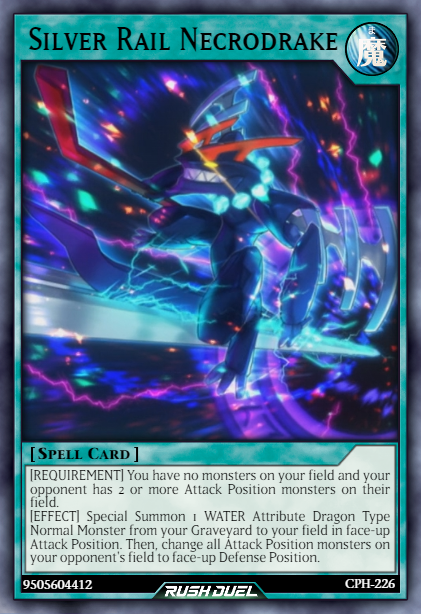 Silver Rail Necrodrake
ま
魔
[Spell Card]
[REQUIREMENT] You have no monsters on your field and your
opponent has 2 or more Attack Position monsters on their
field.
[EFFECT] Special Summon 1 WATER Attribute Dragon Type
Normal Monster from your Graveyard to your field in face-up
Attack Position. Then, change all Attack Position monsters on
your opponent's field to face-up Defense Position.
9505604412
RUSH DUEL
CPH-226